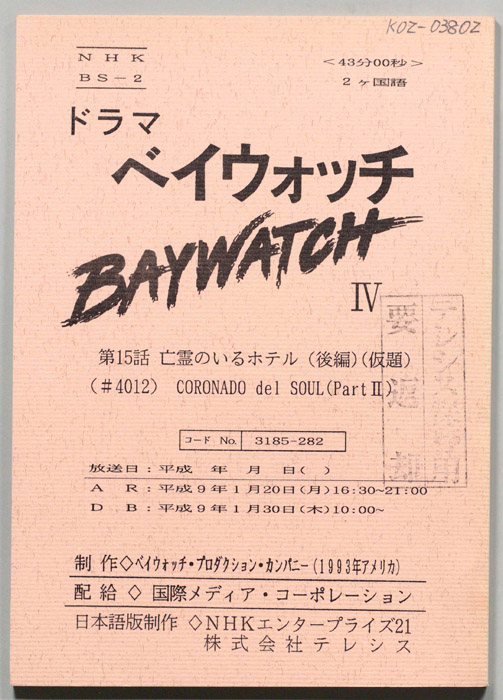 KOZ-03802
NHK
BS-2
<43分00秒>
2ヶ国語
ドラマ
ベイウォッチ
BAYWATCH
IV
第15話 亡霊のいるホテル (後編)(仮題)
(#4012) CORONADO del SOUL(Part II)
コード No. 3185-282
放送日:平成 年 月 日( )
A R:平成9年1月20日(月)16:30~21:00
D B:平成9年1月30日(木)10:00~
要返却
制作◇ベイウォッチ・プロダクション・カンパニー(1993年アメリカ)
配給◇国際メディア・コーポレーション
日本語版制作◇NHKエンタープライズ21
株式会社テレシス